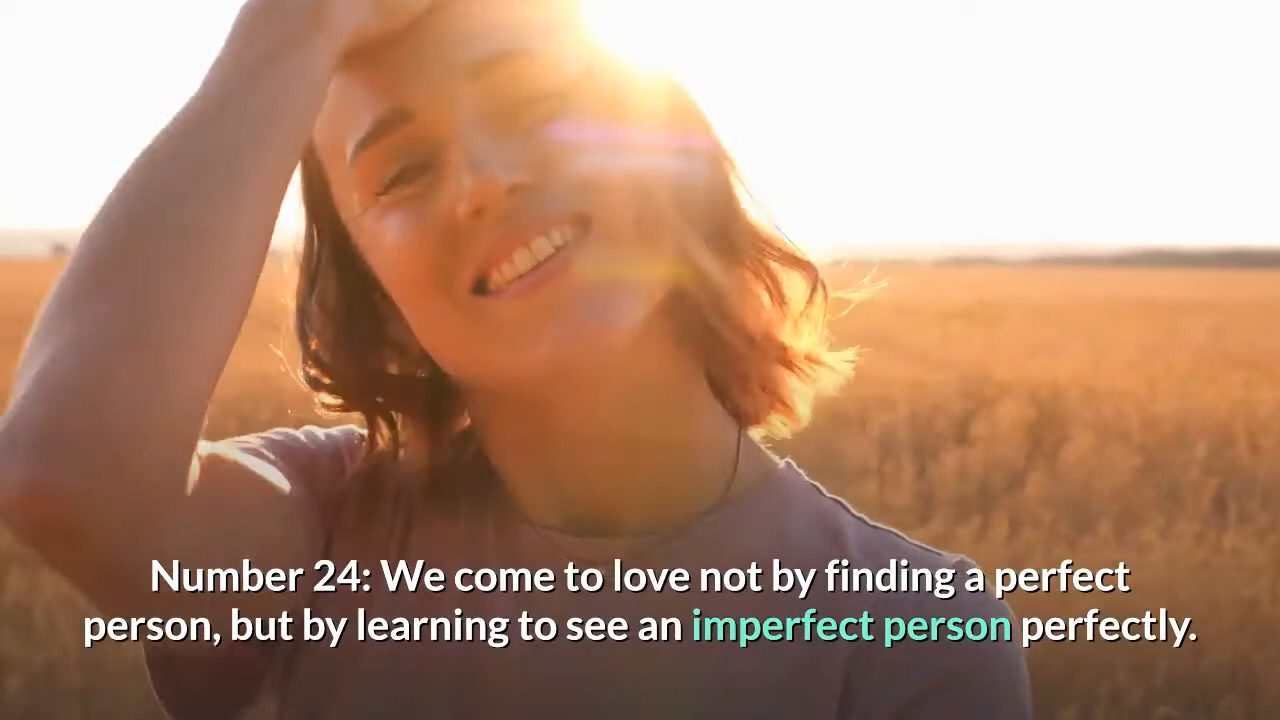 Number 24: We come to love not by finding a perfect
person, but by learning to see an imperfect person perfectly.